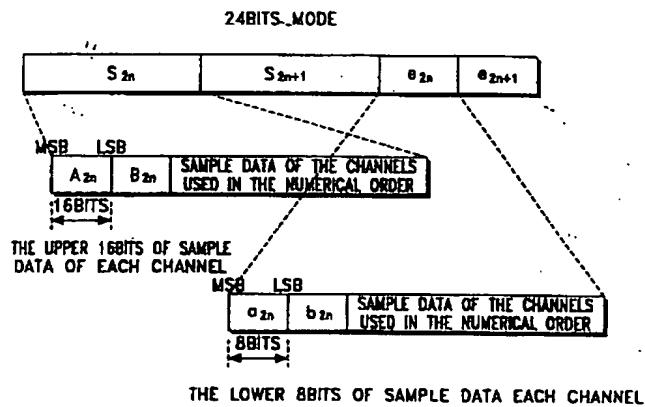 24BITS MODE
S2n S2n+1 e2n e2n+1
MSB LSB
A2n B2n SAMPLE DATA OF THE CHANNELS
USED IN THE NUMERICAL ORDER
16BITS
THE UPPER 16BITS OF SAMPLE
DATA OF EACH CHANNEL
MSB LSB
a2n b2n SAMPLE DATA OF THE CHANNELS
USED IN THE NUMERICAL ORDER
8BITS
THE LOWER 8BITS OF SAMPLE DATA EACH CHANNEL